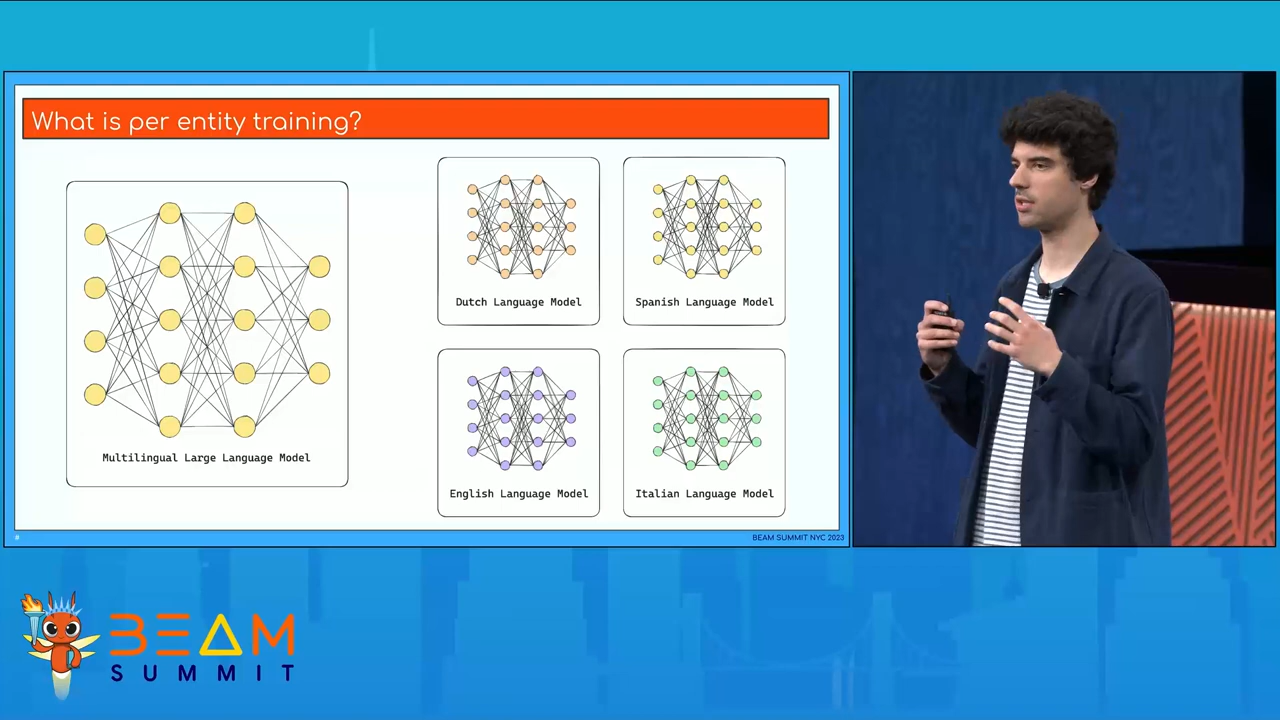 What is per entity training?
Multilingual Large Language Model
Dutch Language Model
Spanish Language Model
English Language Model
Italian Language Model
BEAM SUMMIT NYC 2023
BEAM
SUMMIT